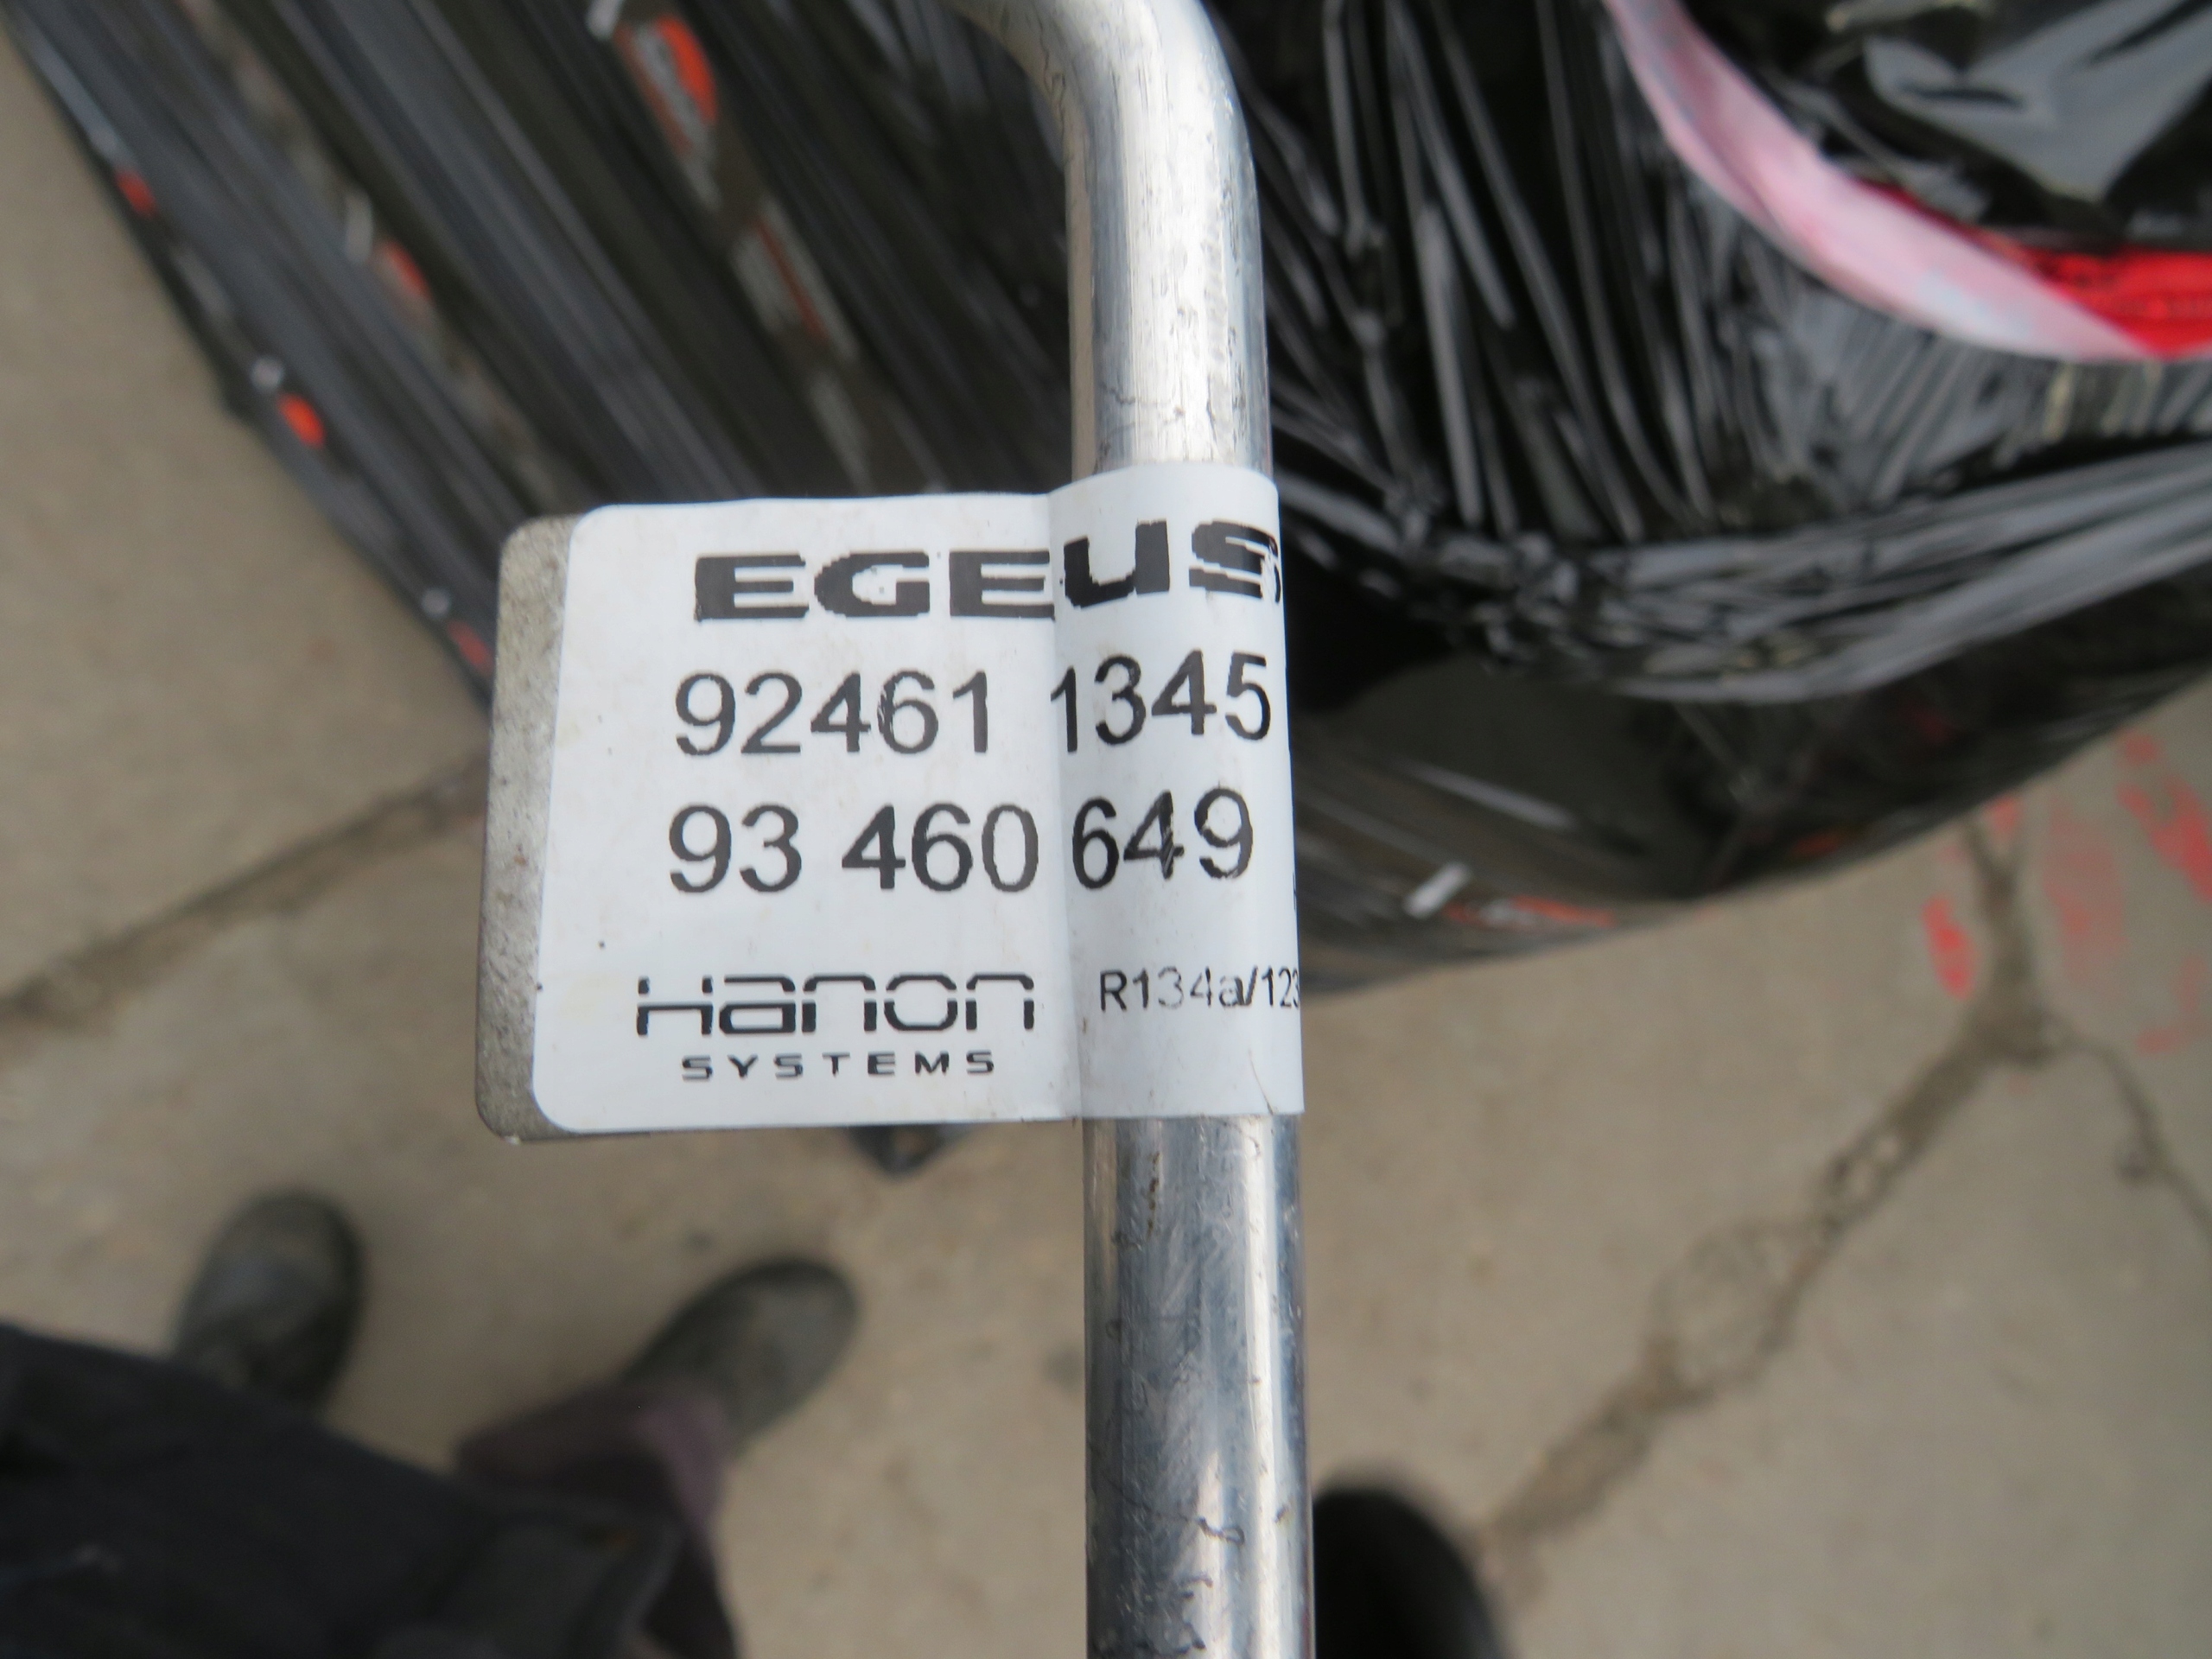 EGEUS
92461 1345
93 460 649
Hanon R134a/123
SYSTEMS